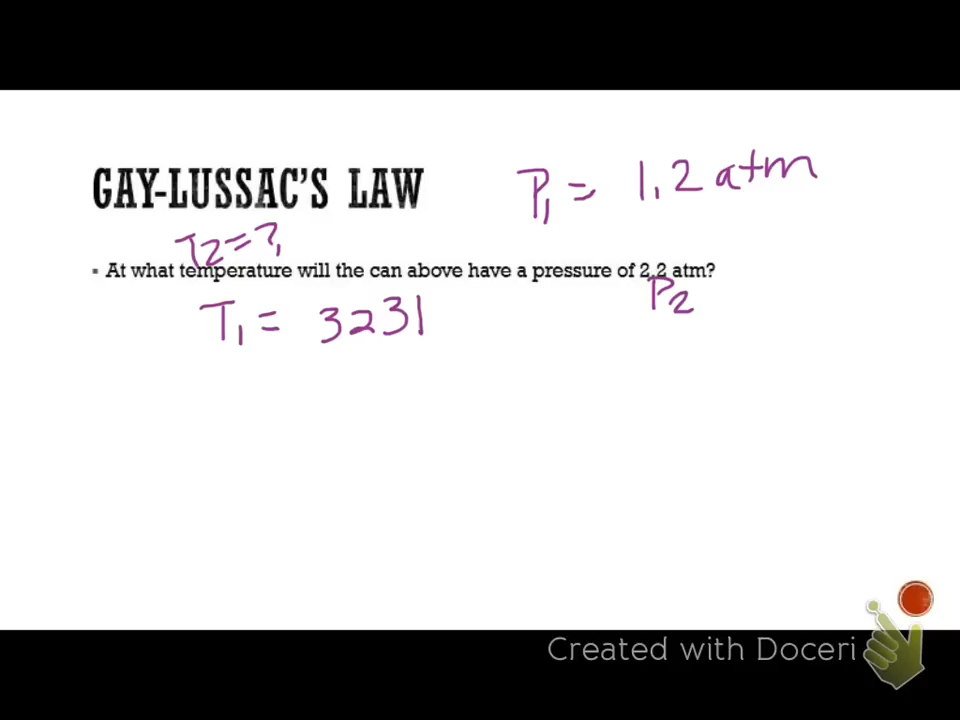 GAY-LUSSAC'S LAW
P1 = 1.2 atm
T2 = ?
▪ At what temperature will the can above have a pressure of 2.2 atm?
P2
T1 = 3231
Created with Doceri